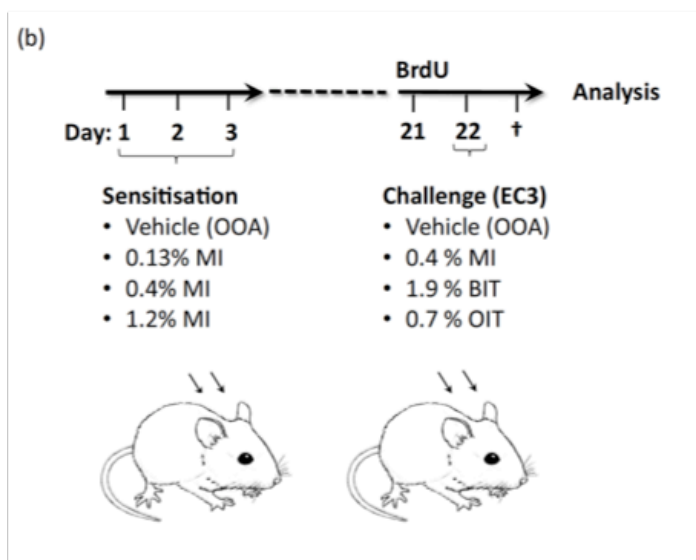 (b)
BrdU
Analysis
Day: 1 2 3 21 22 †
Sensitisation
• Vehicle (OOA)
• 0.13% MI
• 0.4% MI
• 1.2% MI
Challenge (EC3)
• Vehicle (OOA)
• 0.4 % MI
• 1.9 % BIT
• 0.7 % OIT